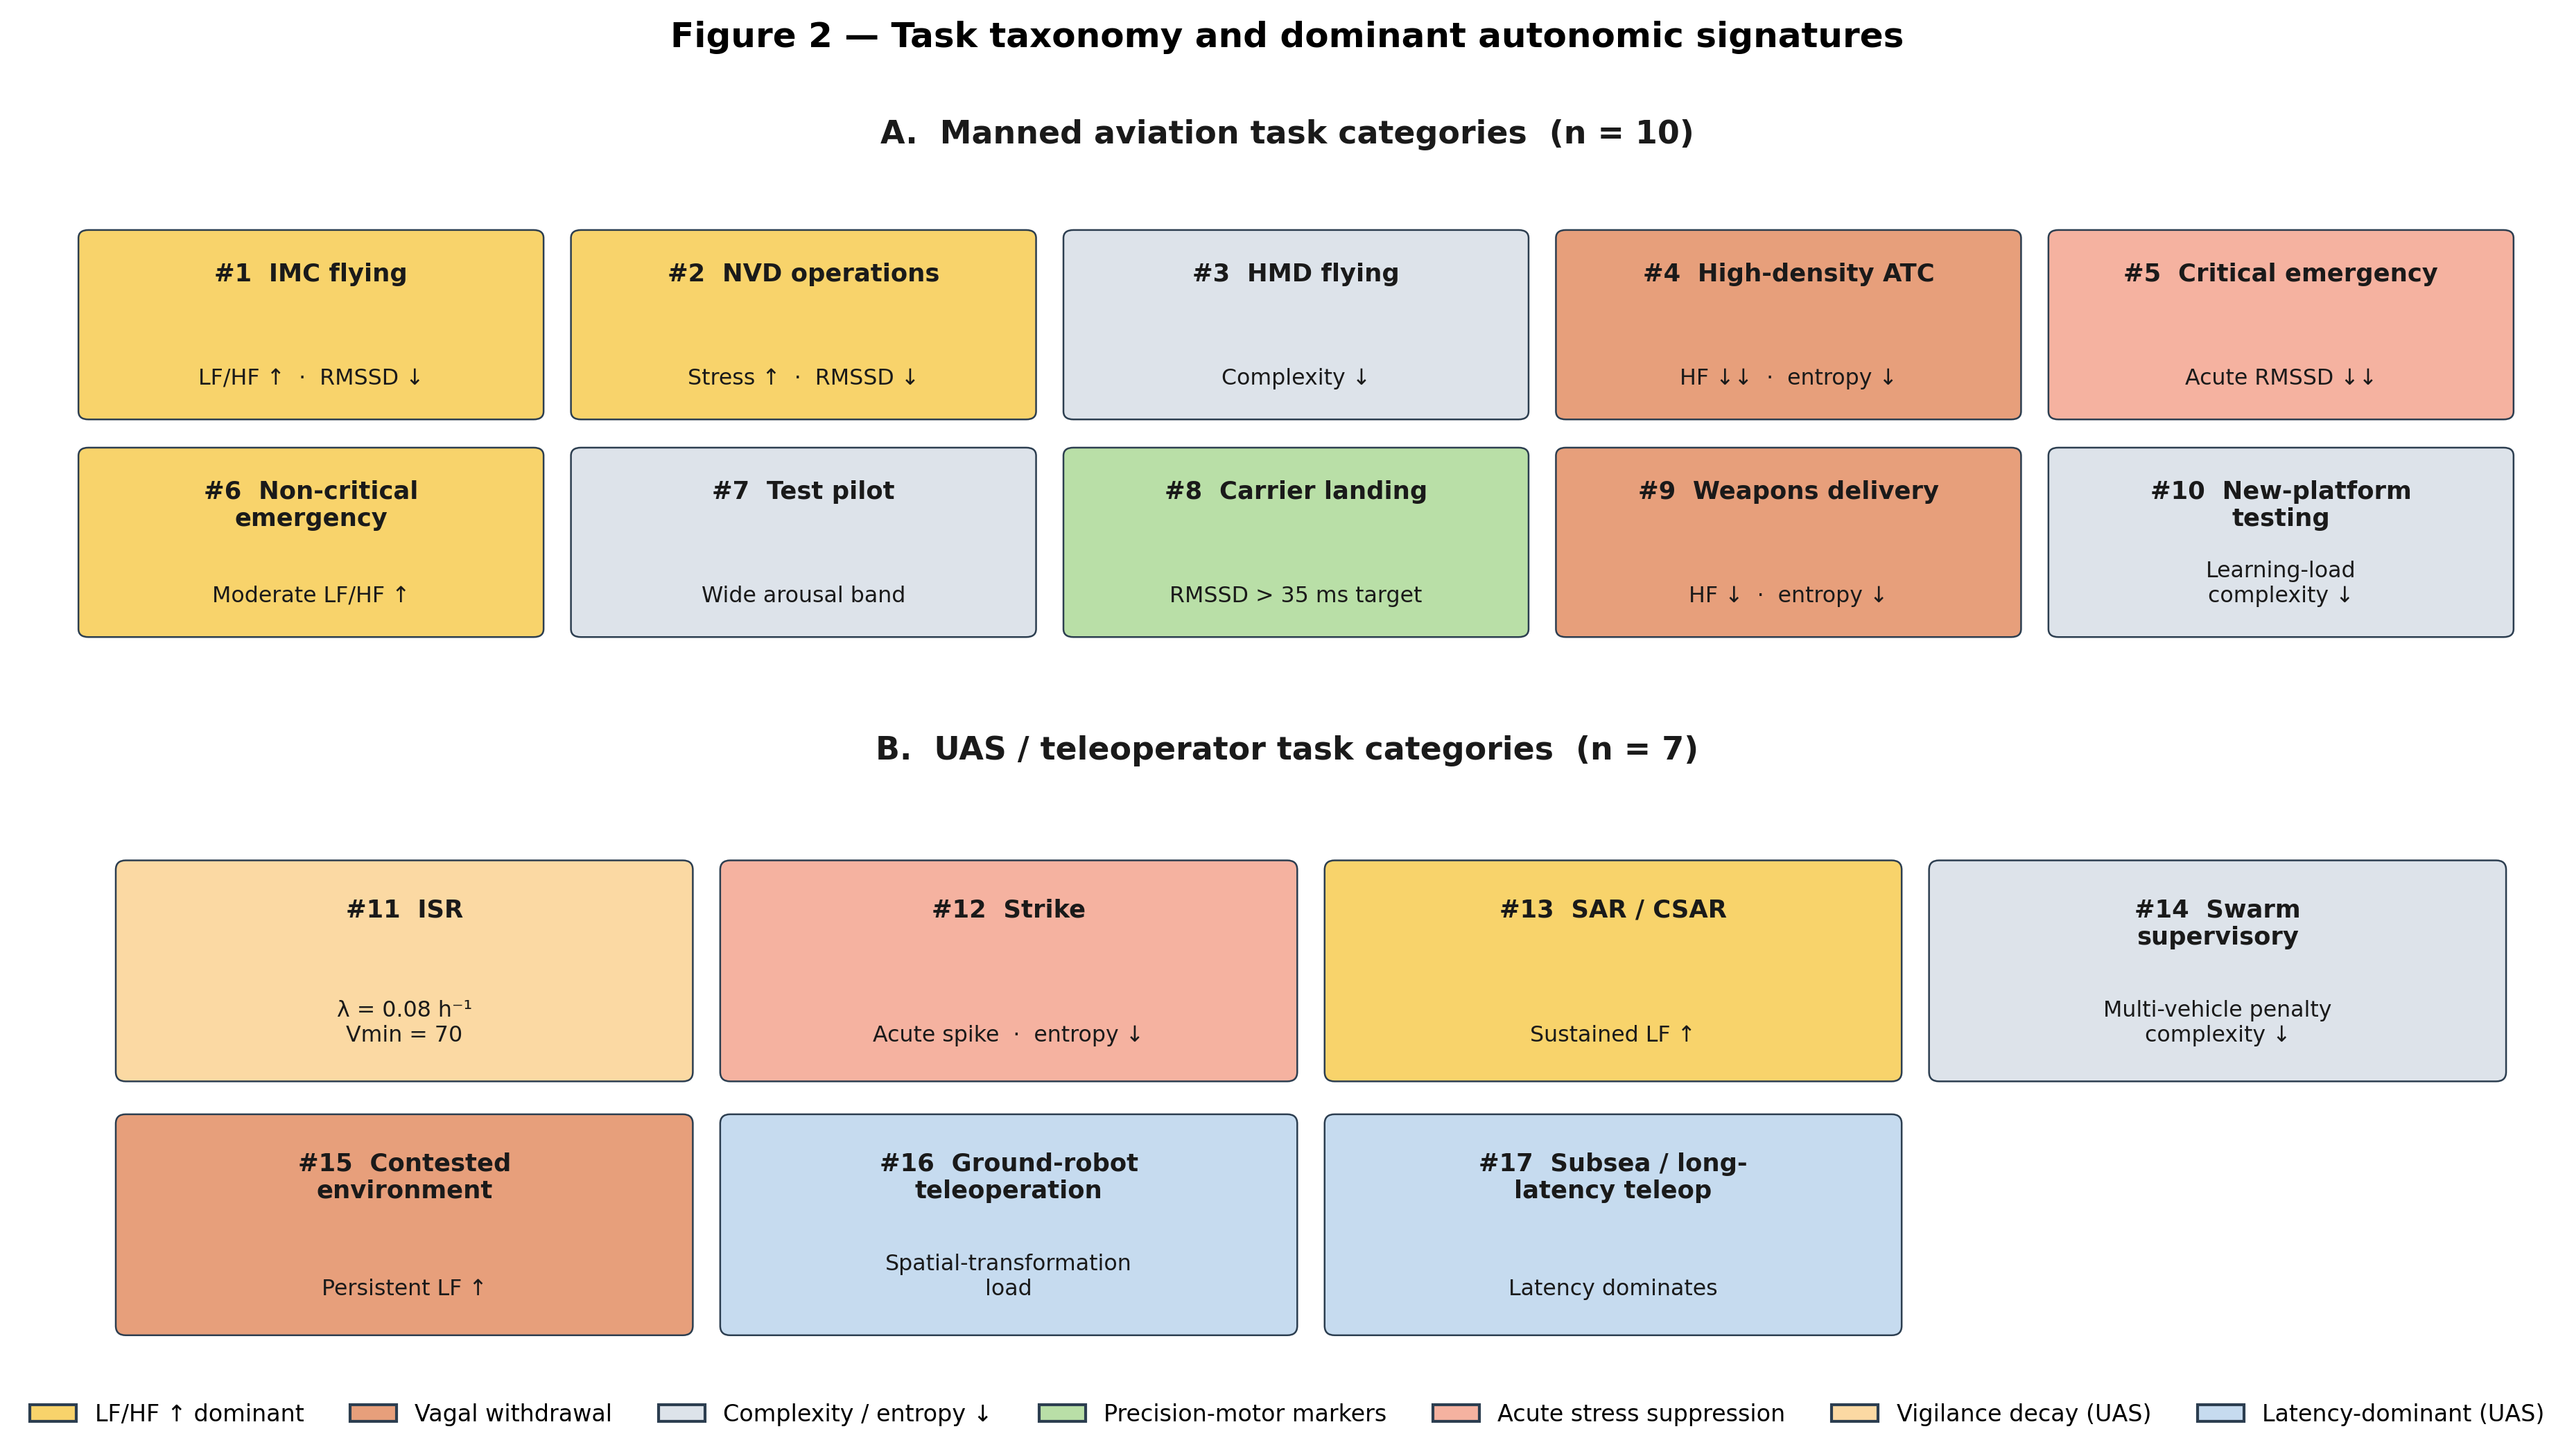 Figure 2 — Task taxonomy and dominant autonomic signatures
A. Manned aviation task categories (n = 10)
#1 IMC flying
LF/HF ↑ · RMSSD ↓
#2 NVD operations
Stress ↑ · RMSSD ↓
#3 HMD flying
Complexity ↓
#4 High-density ATC
HF ↓↓ · entropy ↓
#5 Critical emergency
Acute RMSSD ↓↓
#6 Non-critical
emergency
Moderate LF/HF ↑
#7 Test pilot
Wide arousal band
#8 Carrier landing
RMSSD > 35 ms target
#9 Weapons delivery
HF ↓ · entropy ↓
#10 New-platform
testing
Learning-load
complexity ↓
B. UAS / teleoperator task categories (n = 7)
#11 ISR
λ = 0.08 h⁻¹
Vmin = 70
#12 Strike
Acute spike · entropy ↓
#13 SAR / CSAR
Sustained LF ↑
#14 Swarm
supervisory
Multi-vehicle penalty
complexity ↓
#15 Contested
environment
Persistent LF ↑
#16 Ground-robot
teleoperation
Spatial-transformation
load
#17 Subsea / long-
latency teleop
Latency dominates
LF/HF ↑ dominant
Vagal withdrawal
Complexity / entropy ↓
Precision-motor markers
Acute stress suppression
Vigilance decay (UAS)
Latency-dominant (UAS)